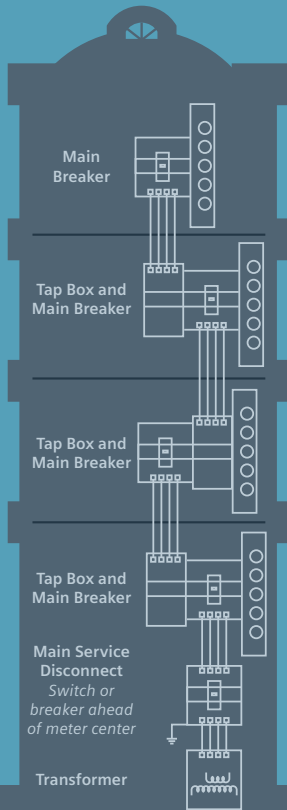 Main
Breaker
Tap Box and
Main Breaker
Tap Box and
Main Breaker
Tap Box and
Main Breaker
Main Service
Disconnect
Switch or
breaker ahead
of meter center
Transformer